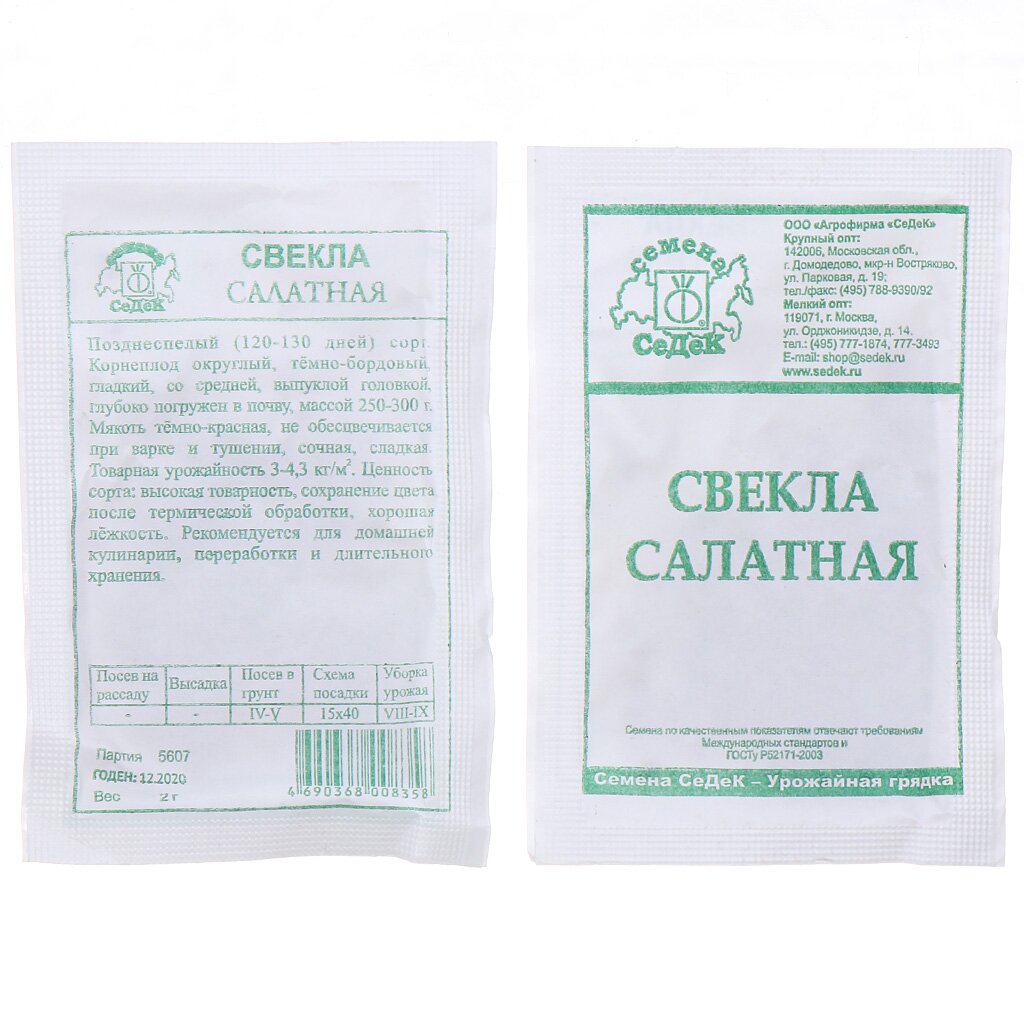 СеДеК
СВЕКЛА
САЛАТНАЯ
Позднеспелый (120-130 дней) сорт.
Корнеплод округлый, тёмно-бордовый,
гладкий, со средней, выпуклой головкой,
глубоко погружен в почву, массой 250-300 г.
Мякоть тёмно-красная, не обесцвечивается
при варке и тушении, сочная, сладкая.
Товарная урожайность 3-4,3 кг/м². Ценность
сорта: высокая товарность, сохранение цвета
после термической обработки, хорошая
лёжкость. Рекомендуется для домашней
кулинарии, переработки и длительного
хранения.
Посев на рассаду Высадка Посев в грунт Схема посадки Уборка урожая
- - IV-V 15х40 VIII-IX
Партия 5607
ГОДЕН: 12.2020
Вес 2 г
4 690368 008358
семена
СеДеК
ООО «Агрофирма «СеДеК»
Крупный опт:
142006, Московская обл.,
г. Домодедово, мкр-н Востряково,
ул. Парковая, д. 19;
тел./факс: (495) 788-9390/92
Мелкий опт:
119071, г. Москва,
ул. Орджоникидзе, д. 14.
тел.: (495) 777-1874, 777-3493
E-mail: shop@sedek.ru
www.sedek.ru
СВЕКЛА
САЛАТНАЯ
Семена по качественным показателям отвечают требованиям
Международных стандартов и
ГОСТу Р52171-2003
Семена СеДеК – Урожайная грядка